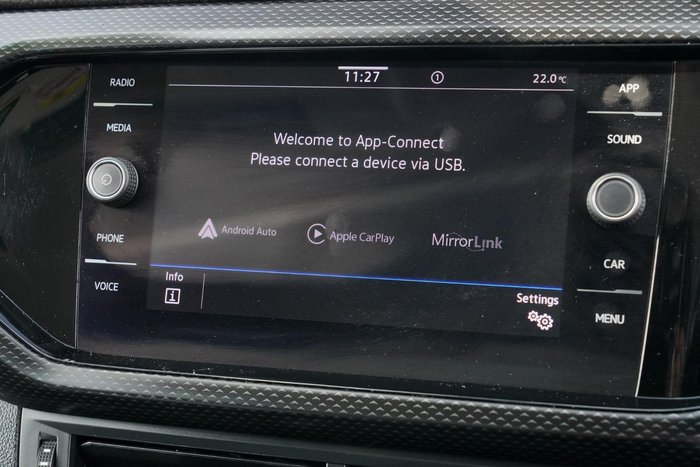 RADIO
MEDIA
PHONE
VOICE
11:27
1
22.0 °C
Welcome to App-Connect
Please connect a device via USB.
Android Auto
Apple CarPlay
MirrorLink
Info
i
Settings
APP
SOUND
CAR
MENU